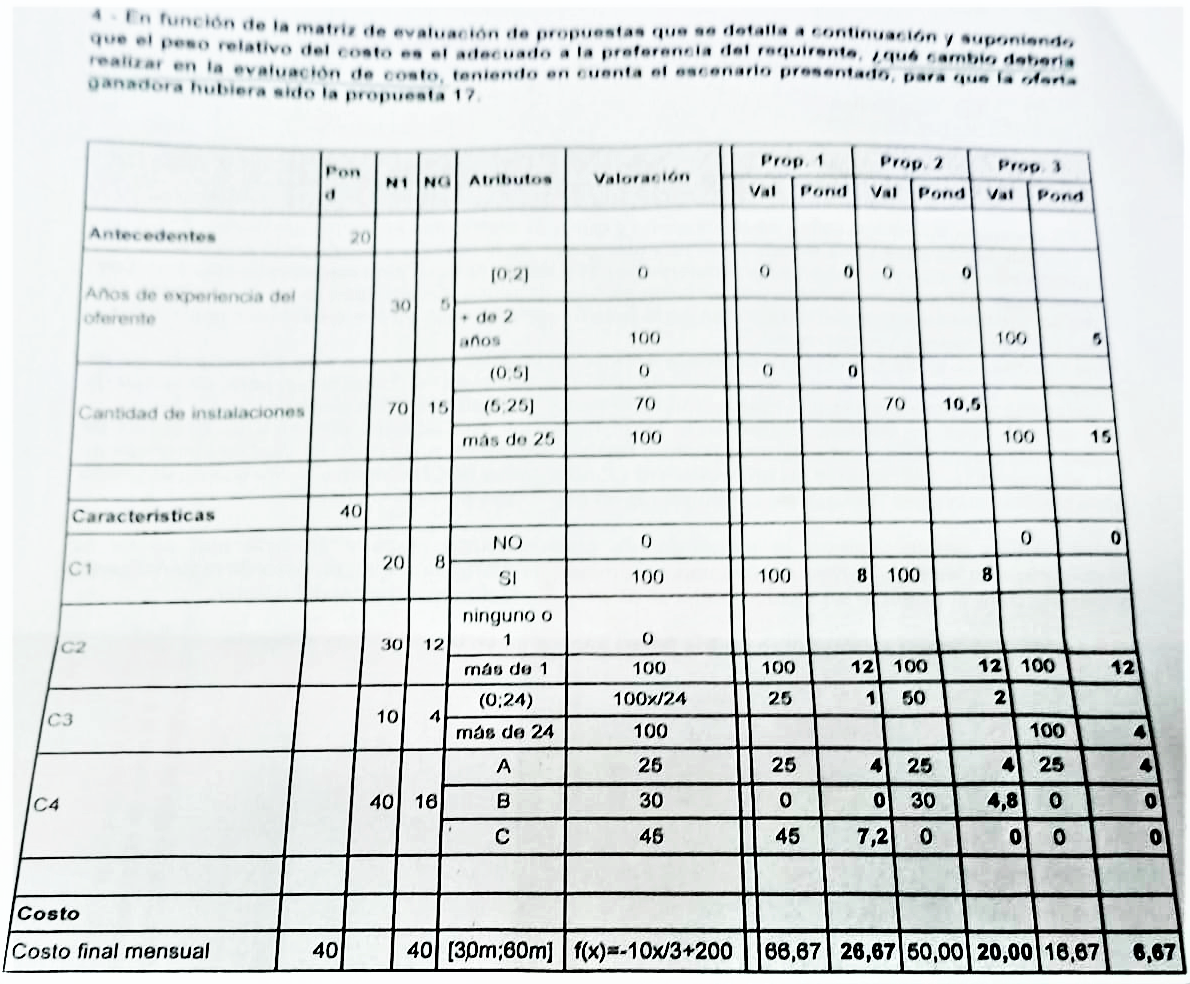 4 - En función de la matriz de evaluación de propuestas que se detalla a continuación y suponiendo
que el peso relativo del costo es el adecuado a la preferencia del requirente, ¿qué cambio debería
realizar en la evaluación de costo, teniendo en cuenta el escenario presentado, para que la oferta
ganadora hubiera sido la propuesta 1?.
Prop. 1 Prop. 2 Prop. 3
Pon
d N1 NG Atributos Valoración Val Pond Val Pond Val Pond
Antecedentes 20
[0;2] 0 0 0 0 0
Años de experiencia del
oferente 30 5
+ de 2
años 100 100 5
(0;5] 0 0 0
Cantidad de instalaciones 70 15 (5;25] 70 70 10,5
más de 25 100 100 15
Características 40
NO 0 0 0
C1 20 8
SI 100 100 8 100 8
ninguno o
1 0
C2 30 12
más de 1 100 100 12 100 12 100 12
(0;24) 100x/24 25 1 50 2
C3 10 4
más de 24 100 100 4
A 25 25 4 25 4 25 4
C4 40 16 B 30 0 0 30 4,8 0 0
C 45 45 7,2 0 0 0 0
Costo
Costo final mensual 40 40 [30m;60m] f(x)=-10x/3+200 66,67 26,67 50,00 20,00 16,67 6,67